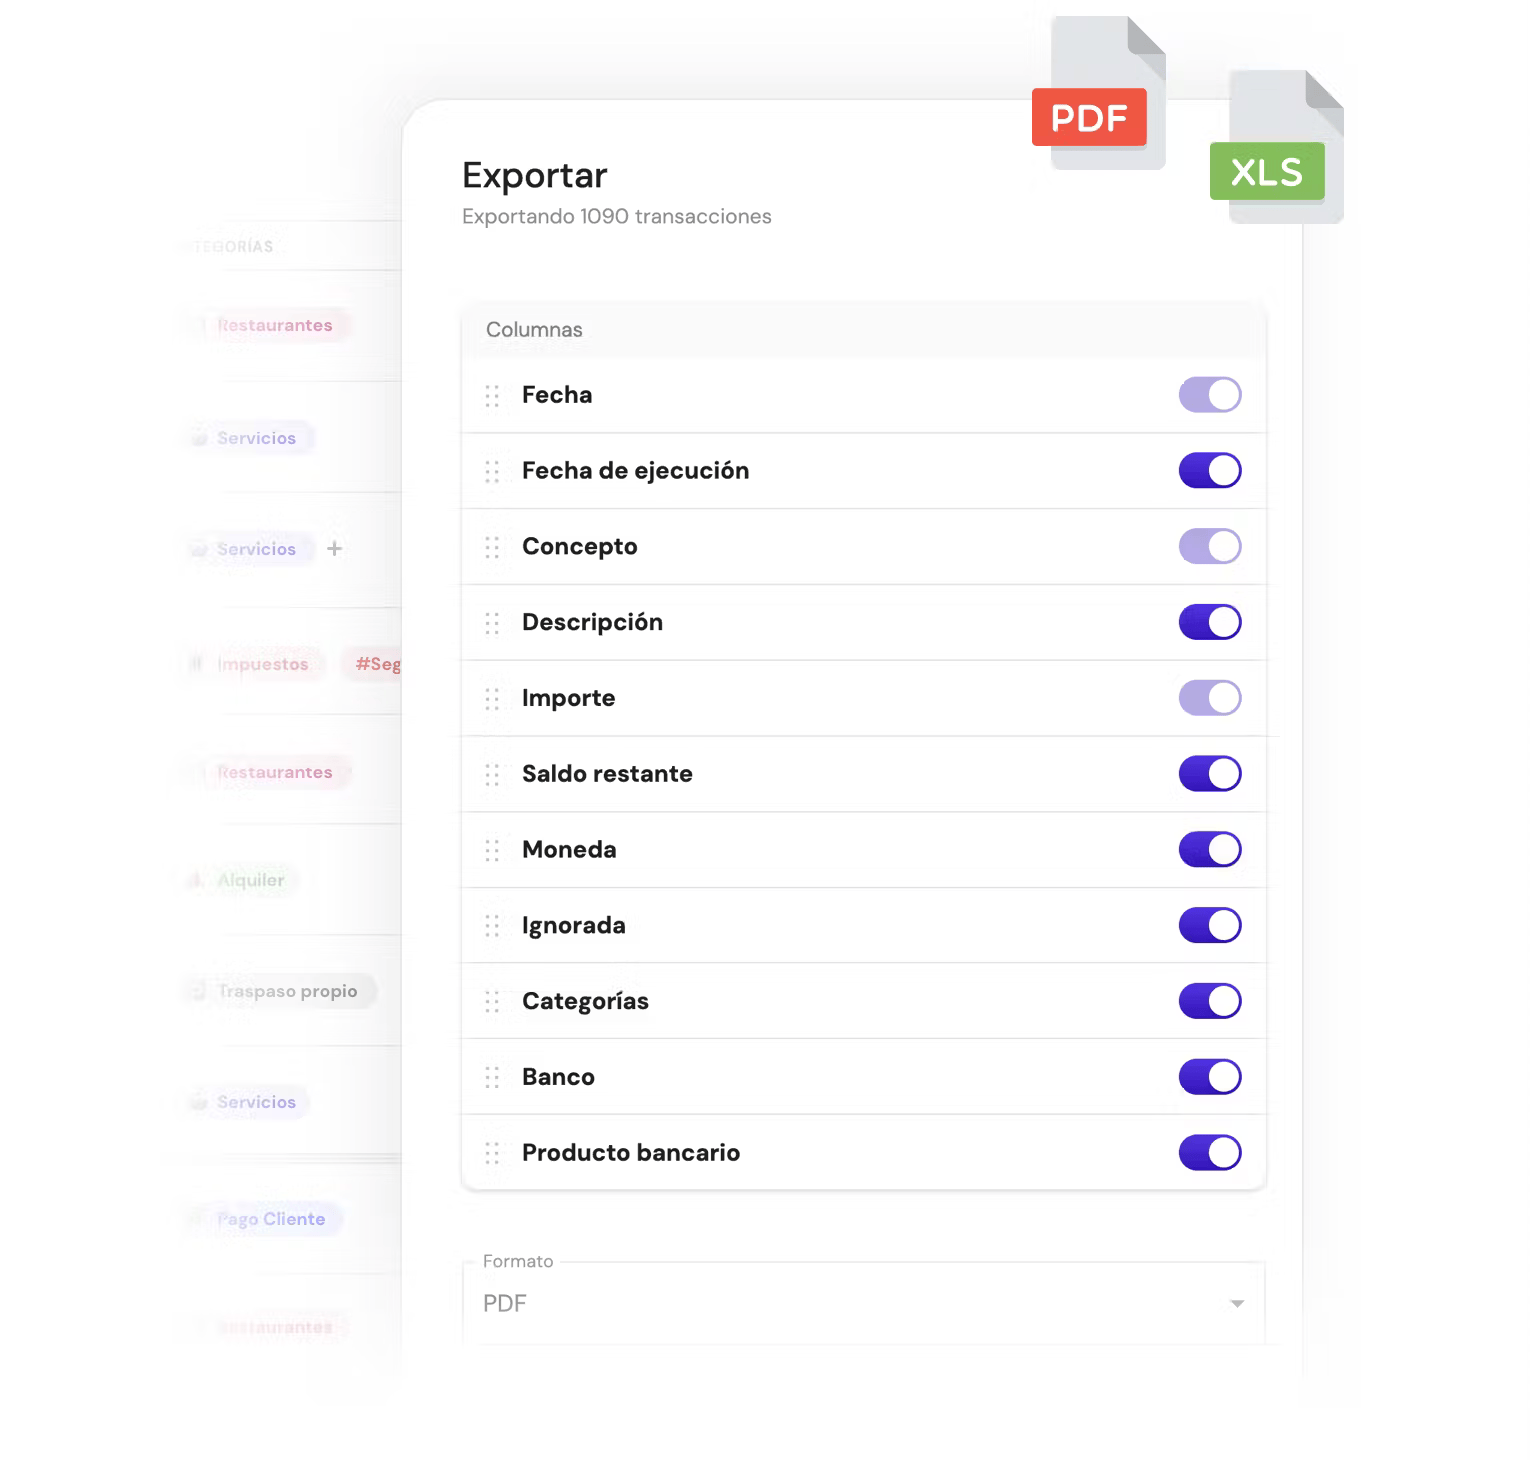 PDF
XLS
Exportar
Exportando 1090 transacciones
Columnas
Fecha
Fecha de ejecución
Concepto
Descripción
Importe
Saldo restante
Moneda
Ignorada
Categorías
Banco
Producto bancario
Formato
PDF
TEGORÍAS
Restaurantes
Servicios
Servicios +
Impuestos #Seg
Restaurantes
Alquiler
Traspaso propio
Servicios
Pago Cliente
Restaurantes